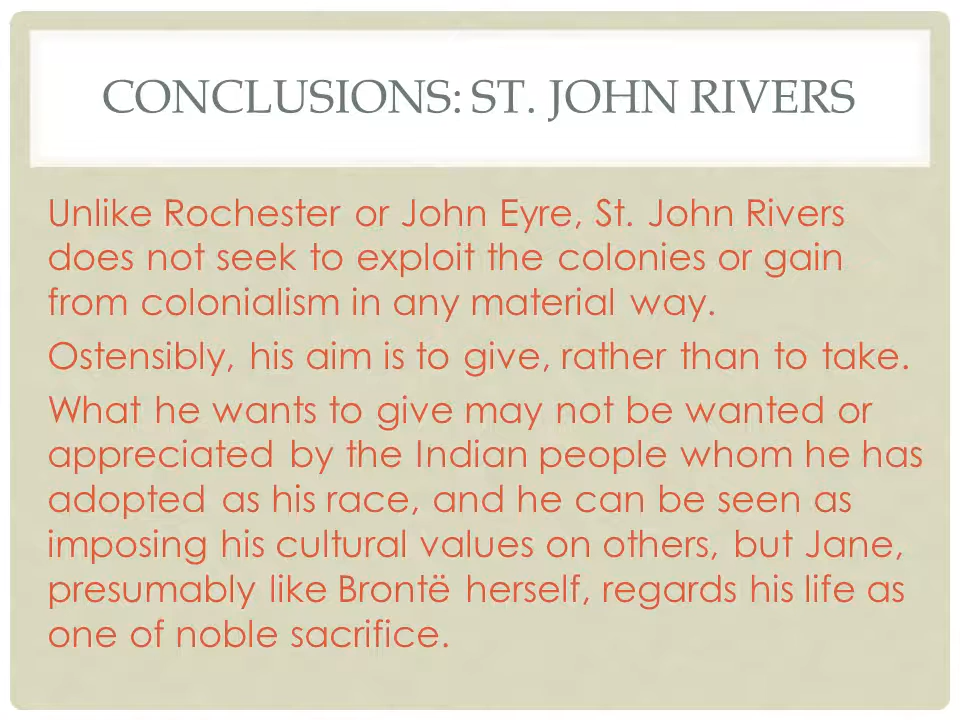 CONCLUSIONS: ST. JOHN RIVERS
Unlike Rochester or John Eyre, St. John Rivers
does not seek to exploit the colonies or gain
from colonialism in any material way.
Ostensibly, his aim is to give, rather than to take.
What he wants to give may not be wanted or
appreciated by the Indian people whom he has
adopted as his race, and he can be seen as
imposing his cultural values on others, but Jane,
presumably like Brontë herself, regards his life as
one of noble sacrifice.